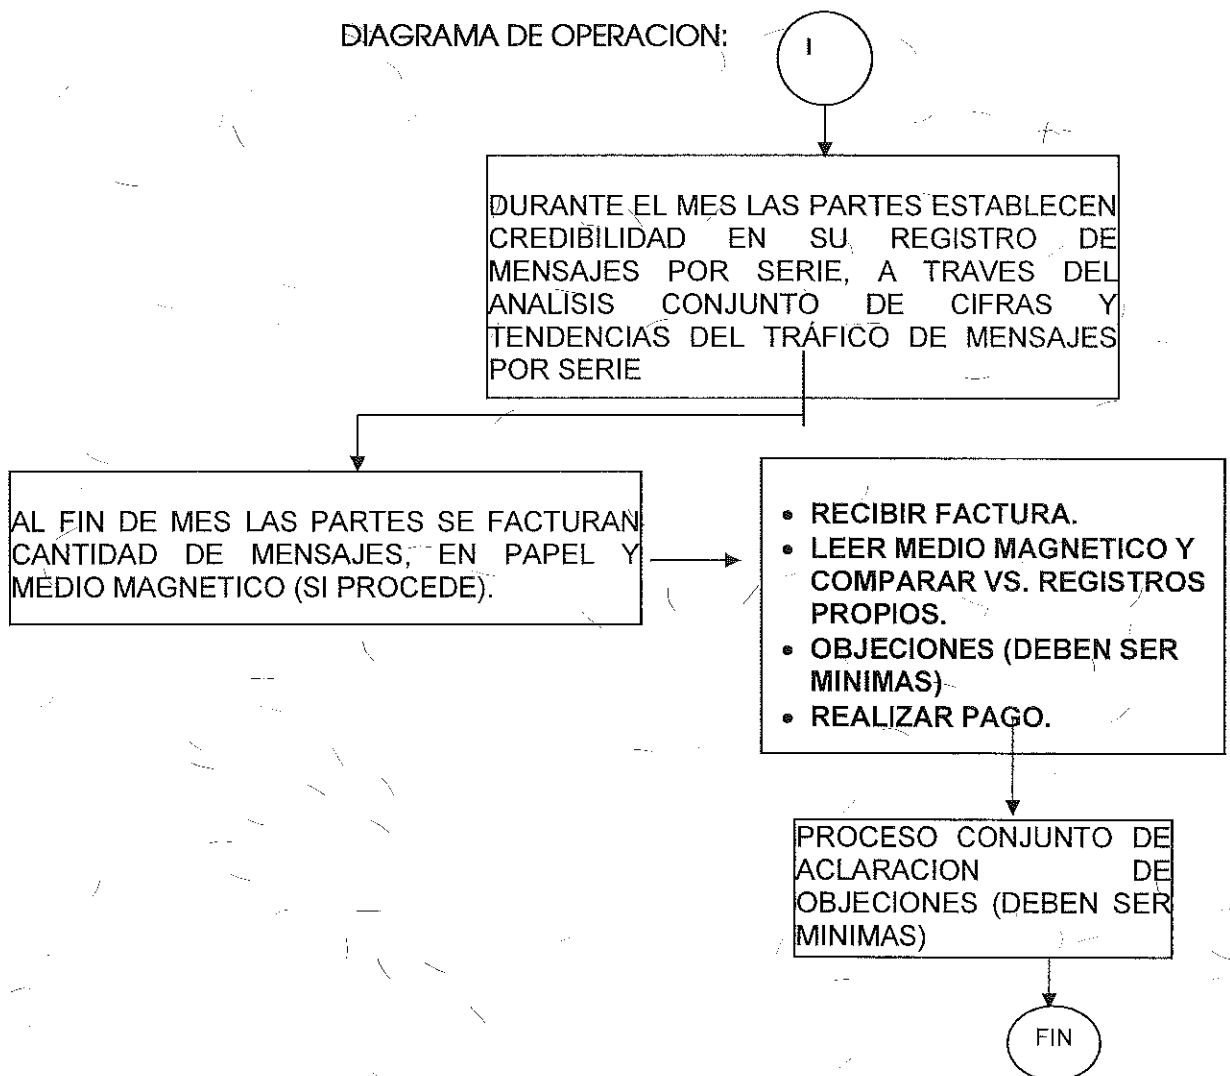 DIAGRAMA DE OPERACION:
I
DURANTE EL MES LAS PARTES ESTABLECEN
CREDIBILIDAD EN SU REGISTRO DE
MENSAJES POR SERIE, A TRAVES DEL
ANALISIS CONJUNTO DE CIFRAS Y
TENDENCIAS DEL TRÁFICO DE MENSAJES
POR SERIE
AL FIN DE MES LAS PARTES SE FACTURAN
CANTIDAD DE MENSAJES, EN PAPEL Y
MEDIO MAGNETICO (SI PROCEDE).
• RECIBIR FACTURA.
• LEER MEDIO MAGNETICO Y
COMPARAR VS. REGISTROS
PROPIOS.
• OBJECIONES (DEBEN SER
MINIMAS)
• REALIZAR PAGO.
PROCESO CONJUNTO DE
ACLARACION DE
OBJECIONES (DEBEN SER
MINIMAS)
FIN